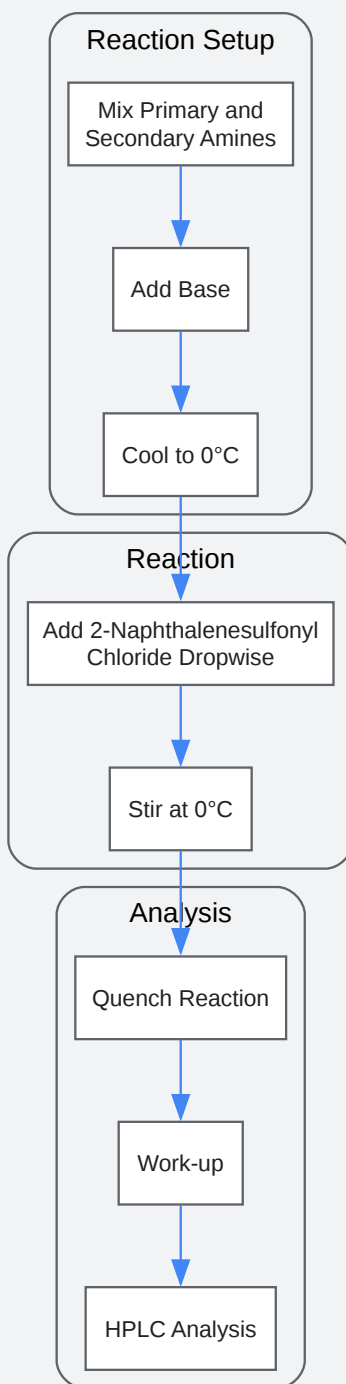 Reaction Setup
Mix Primary and
Secondary Amines
Add Base
Cool to 0°C
Reaction
Add 2-Naphthalenesulfonyl
Chloride Dropwise
Stir at 0°C
Analysis
Quench Reaction
Work-up
HPLC Analysis